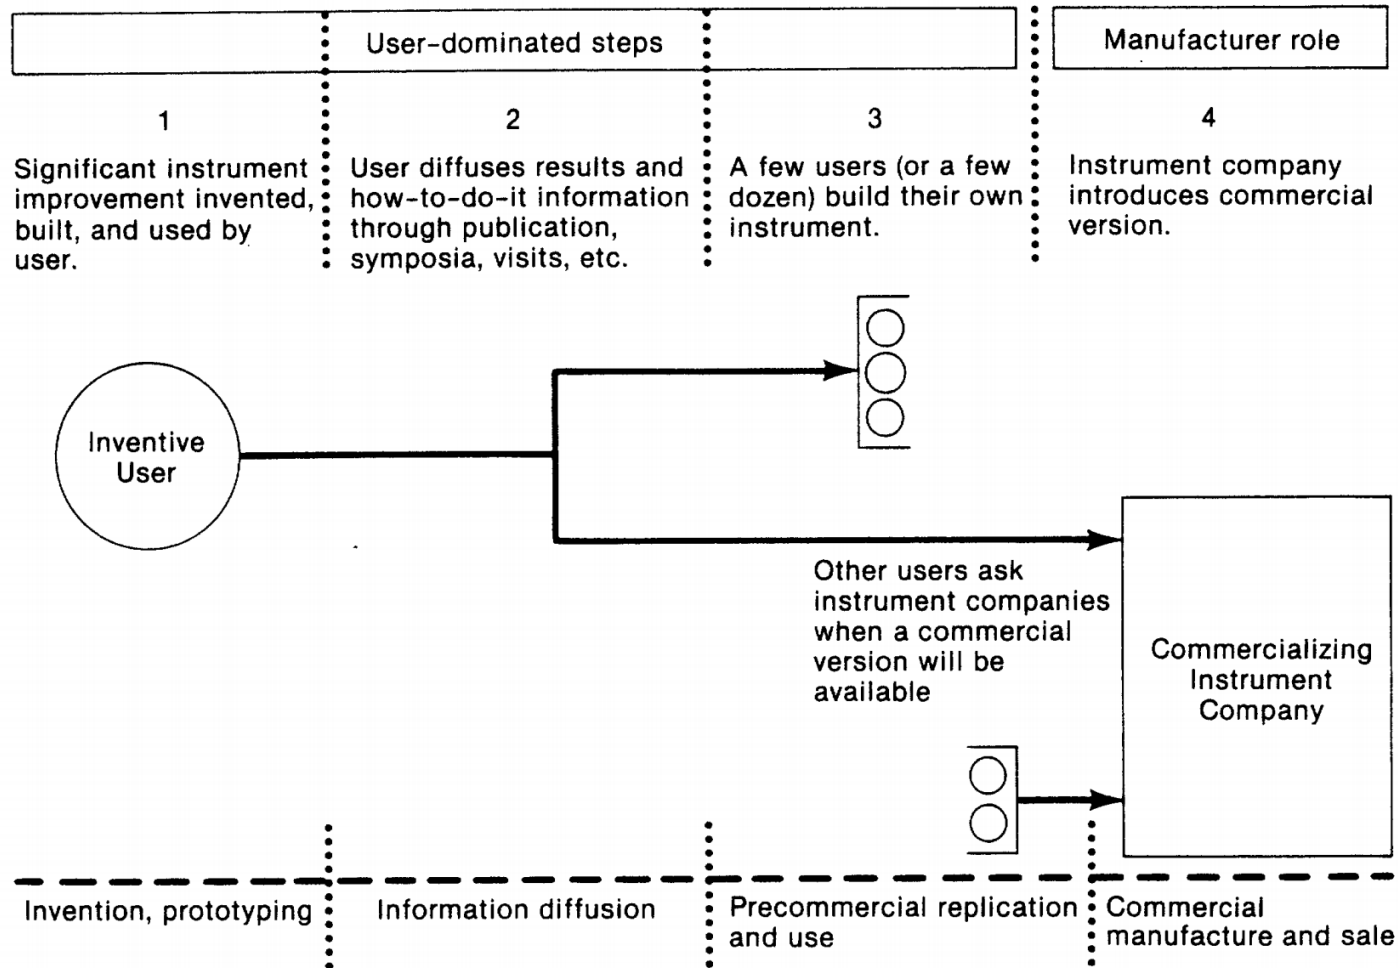 User-dominated steps
Manufacturer role
1
2
3
4
Significant instrument
improvement invented,
built, and used by
user.
User diffuses results and
how-to-do-it information
through publication,
symposia, visits, etc.
A few users (or a few
dozen) build their own
instrument.
Instrument company
introduces commercial
version.
Inventive
User
Other users ask
instrument companies
when a commercial
version will be
available
Commercializing
Instrument
Company
Invention, prototyping
Information diffusion
Precommercial replication
and use
Commercial
manufacture and sale